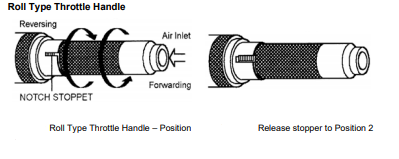 Roll Type Throttle Handle
Reversing
Air Inlet
Forwarding
NOTCH STOPPET
Roll Type Throttle Handle – Position
Release stopper to Position 2